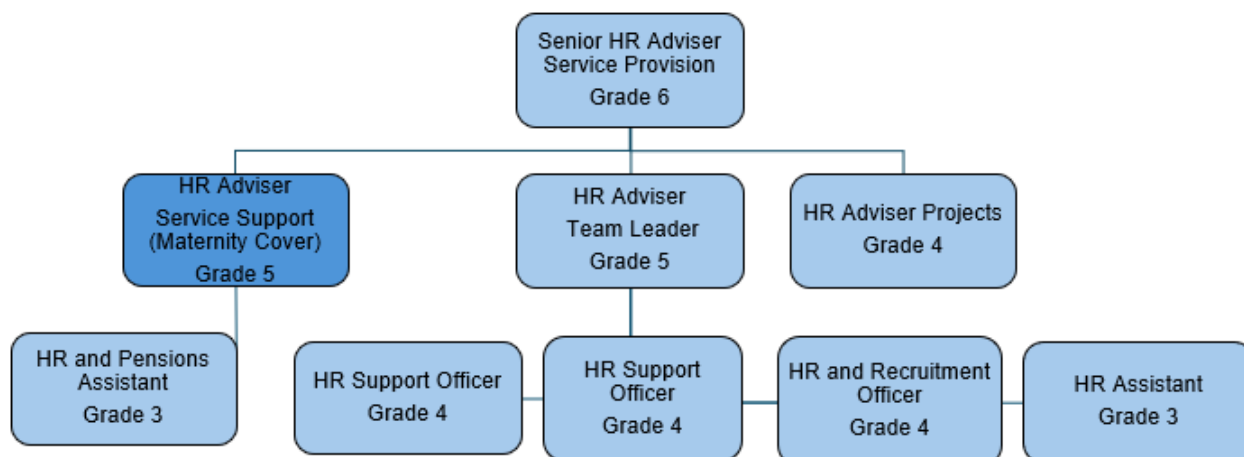 Senior HR Adviser
Service Provision
Grade 6
HR Adviser
Service Support
(Maternity Cover)
Grade 5
HR Adviser
Team Leader
Grade 5
HR Adviser Projects
Grade 4
HR and Pensions
Assistant
Grade 3
HR Support Officer
Grade 4
HR Support
Officer
Grade 4
HR and Recruitment
Officer
Grade 4
HR Assistant
Grade 3